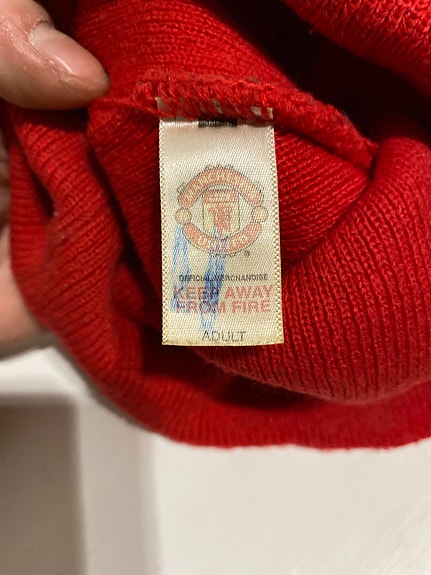 ®
OFFICIAL MERCHANDISE
KEEP AWAY
FROM FIRE
ADULT